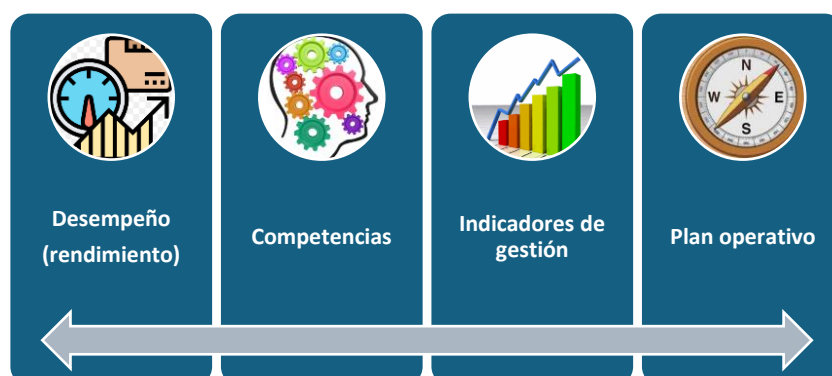 Desempeño
(rendimiento)
Competencias
Indicadores de
gestión
Plan operativo
N
W
E
S